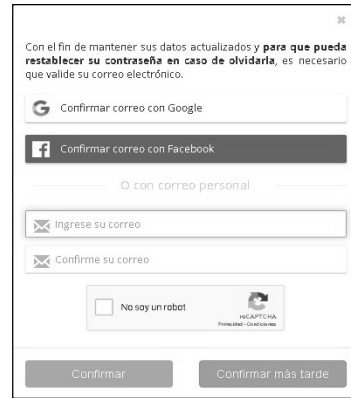 Con el fin de mantener sus datos actualizados y para que pueda
restablecer su contraseña en caso de olvidarla, es necesario
que valide su correo electrónico.
Confirmar correo con Google
Confirmar correo con Facebook
O con correo personal
Ingrese su correo
Confirme su correo
No soy un robot
reCAPTCHA
Privacidad - Condiciones
Confirmar
Confirmar más tarde